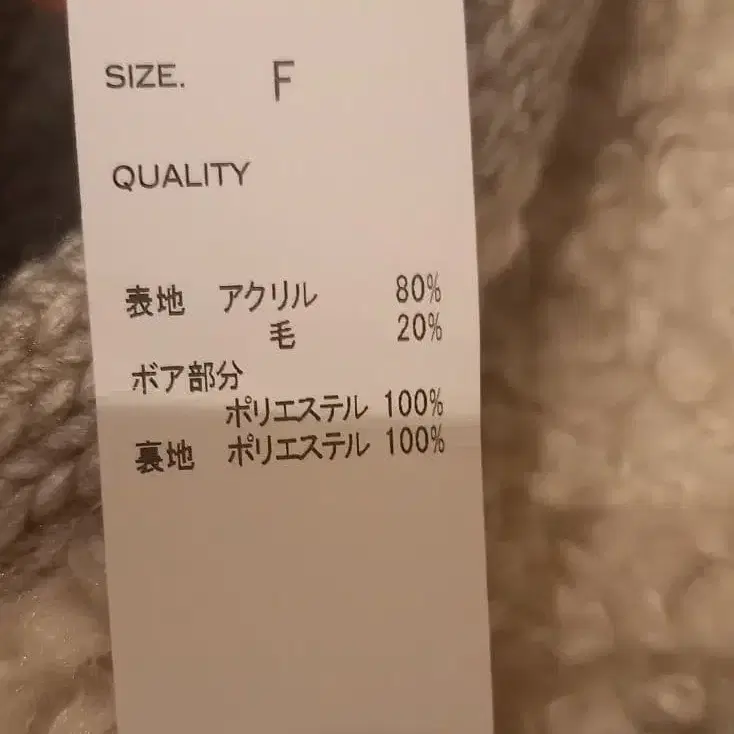 SIZE. F
QUALITY
表地 アクリル 80%
毛 20%
ボア部分
ポリエステル 100%
裏地 ポリエステル 100%